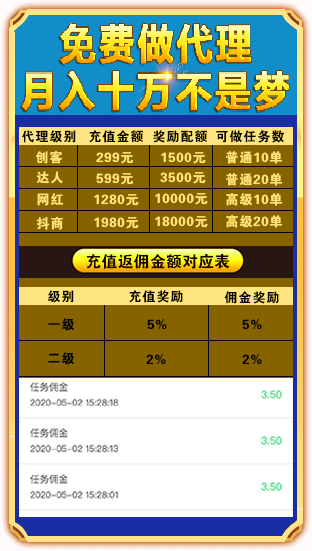 免费做代理
月入十万不是梦
代理级别 充值金额 奖励配额 可做任务数
创客 299元 1500元 普通10单
达人 599元 3500元 普通20单
网红 1280元 10000元 高级10单
抖商 1980元 18000元 高级20单
充值返佣金额对应表
级别 充值奖励 佣金奖励
一级 5% 5%
二级 2% 2%
任务佣金
2020-05-02 15:28:18 3.50
任务佣金
2020-05-02 15:28:13 3.50
任务佣金
2020-05-02 15:28:01 3.50